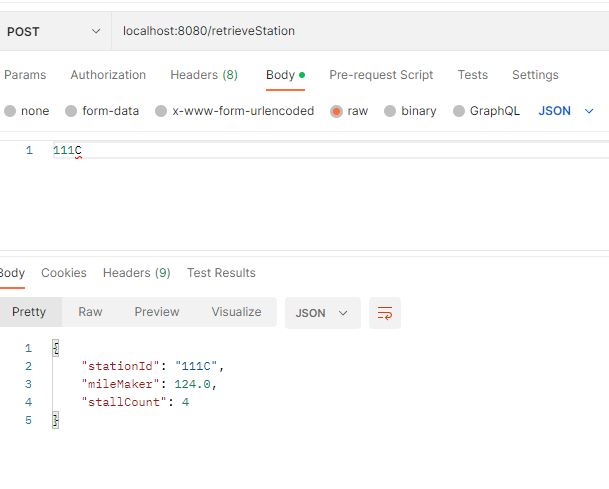 POST localhost:8080/retrieveStation
Params Authorization Headers (8) Body Pre-request Script Tests Settings
none form-data x-www-form-urlencoded raw binary GraphQL JSON
1 111C
Body Cookies Headers (9) Test Results
Pretty Raw Preview Visualize JSON
1 {
2 "stationId": "111C",
3 "mileMaker": 124.0,
4 "stallCount": 4
5 }